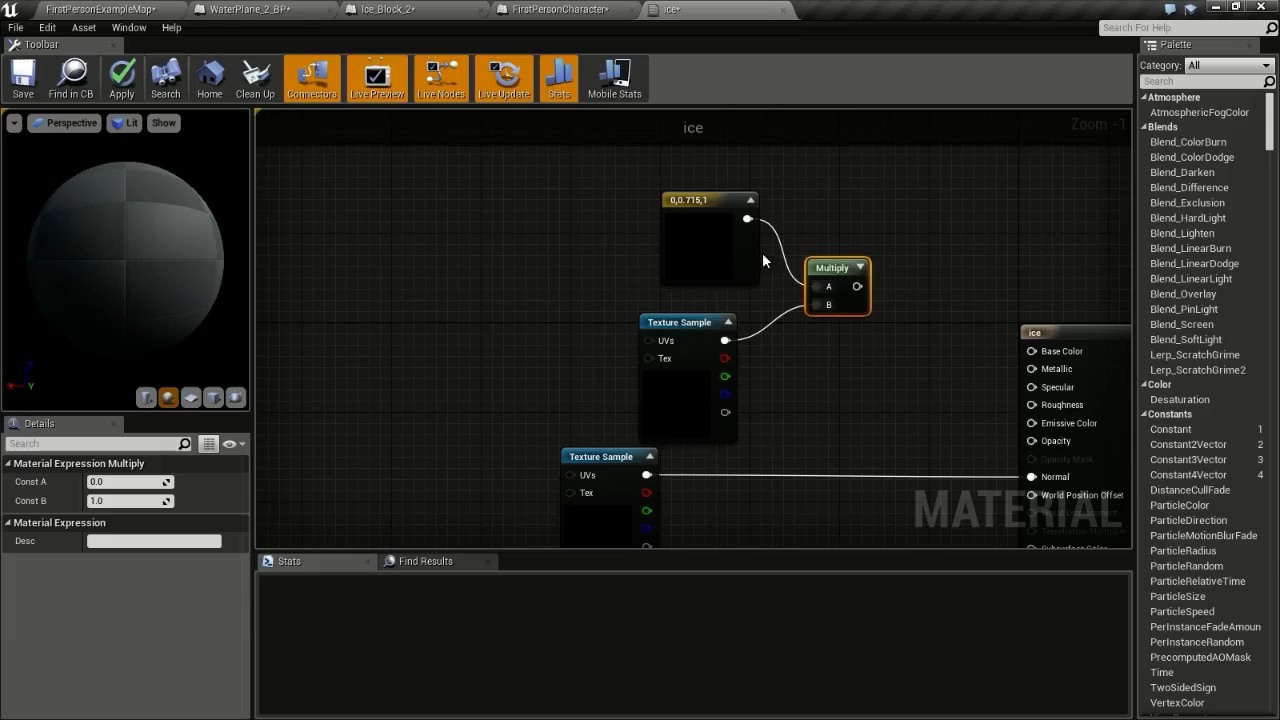 FirstPersonExampleMap*
WaterPlane_2_BP*
Ice_Block_2*
FirstPersonCharacter*
ice*
File Edit Asset Window Help
Search For Help
Toolbar
Save
Find in CB
Apply
Search
Home
Clean Up
Connectors
Live Preview
Live Nodes
Live Update
Stats
Mobile Stats
Perspective
Lit
Show
Y
ice
Zoom -1
0,0.715,1
Multiply
A
B
Texture Sample
UVs
Tex
Texture Sample
UVs
Tex
ice
Base Color
Metallic
Specular
Roughness
Emissive Color
Opacity
Opacity Mask
Normal
World Position Offset
World Displacement
MATERIAL
Details
Search
Material Expression Multiply
Const A 0.0
Const B 1.0
Material Expression
Desc
Stats
Find Results
Palette
Category: All
Search
Atmosphere
AtmosphericFogColor
Blends
Blend_ColorBurn
Blend_ColorDodge
Blend_Darken
Blend_Difference
Blend_Exclusion
Blend_HardLight
Blend_Lighten
Blend_LinearBurn
Blend_LinearDodge
Blend_LinearLight
Blend_Overlay
Blend_PinLight
Blend_Screen
Blend_SoftLight
Lerp_ScratchGrime
Lerp_ScratchGrime2
Color
Desaturation
Constants
Constant 1
Constant2Vector 2
Constant3Vector 3
Constant4Vector 4
DistanceCullFade
ParticleColor
ParticleDirection
ParticleMotionBlurFade
ParticleRadius
ParticleRandom
ParticleRelativeTime
ParticleSize
ParticleSpeed
PerInstanceFadeAmoun
PerInstanceRandom
PrecomputedAOMask
Time
TwoSidedSign
VertexColor